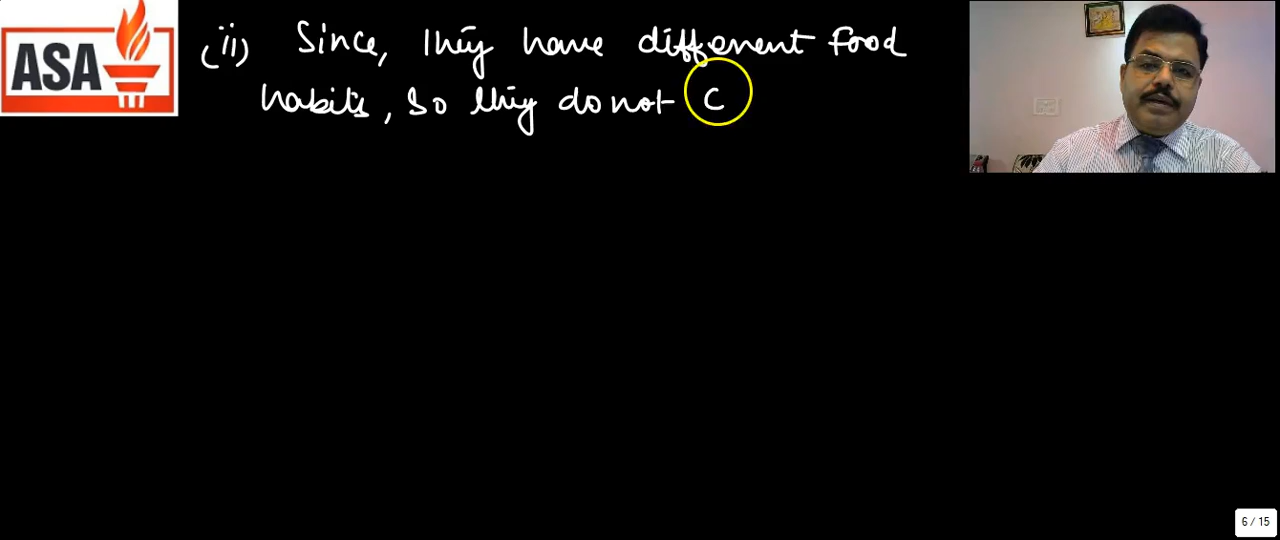 ASA
(ii) Since, they have different food
habits, so they do not c
6 / 15